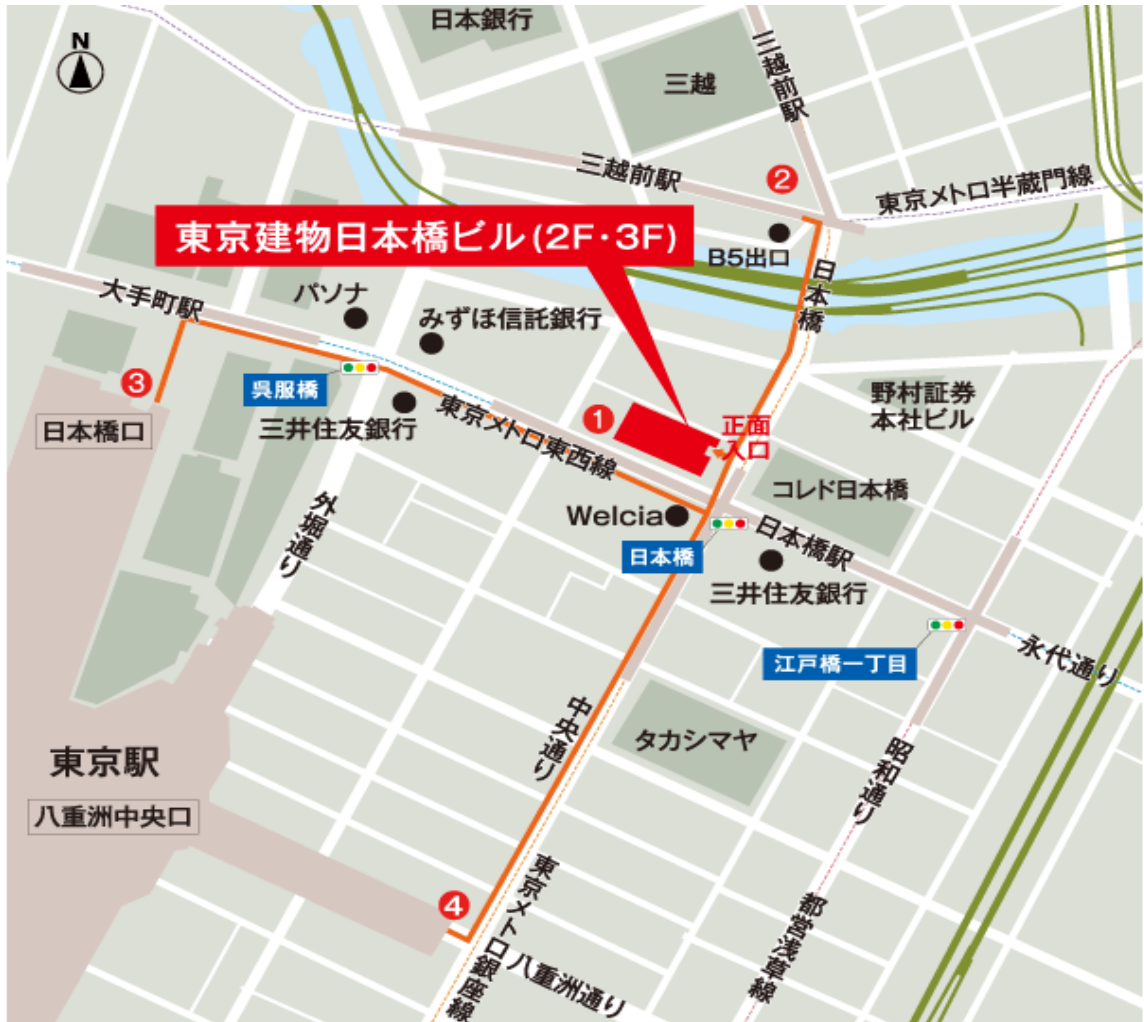 N
日本銀行
三越
三越前駅
三越前駅
2
東京メトロ半蔵門線
東京建物日本橋ビル(2F・3F)
B5出口
日本橋
大手町駅
パソナ
みずほ信託銀行
3
呉服橋
日本橋口
三井住友銀行
東京メトロ東西線
1
正面
入口
野村証券
本社ビル
コレド日本橋
外堀通り
Welcia
日本橋
日本橋駅
三井住友銀行
江戸橋一丁目
永代通り
中央通り
タカシマヤ
昭和通り
東京駅
八重洲中央口
4
東京メトロ銀座線
八重洲通り
都営浅草線